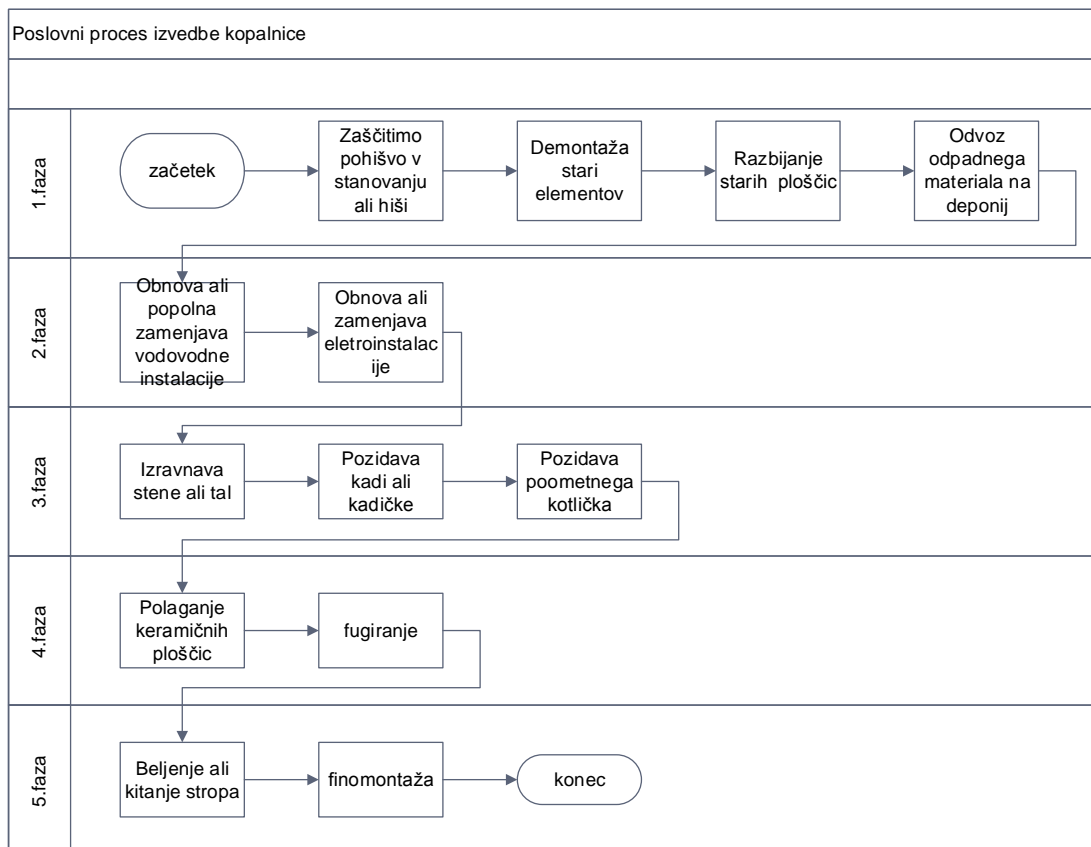 Poslovni proces izvedbe kopalnice
1.faza
začetek
Zaščitimo
pohišvo v
stanovanju
ali hiši
Demontaža
stari
elementov
Razbijanje
starih ploščic
Odvoz
odpadnega
materiala na
deponij
2.faza
Obnova ali
popolna
zamenjava
vodovodne
instalacije
Obnova ali
zamenjava
eletroinstalac
ije
3.faza
Izravnava
stene ali tal
Pozidava
kadi ali
kadičke
Pozidava
poometnega
kotlička
4.faza
Polaganje
keramičnih
ploščic
fugiranje
5.faza
Beljenje ali
kitanje stropa
finomontaža
konec